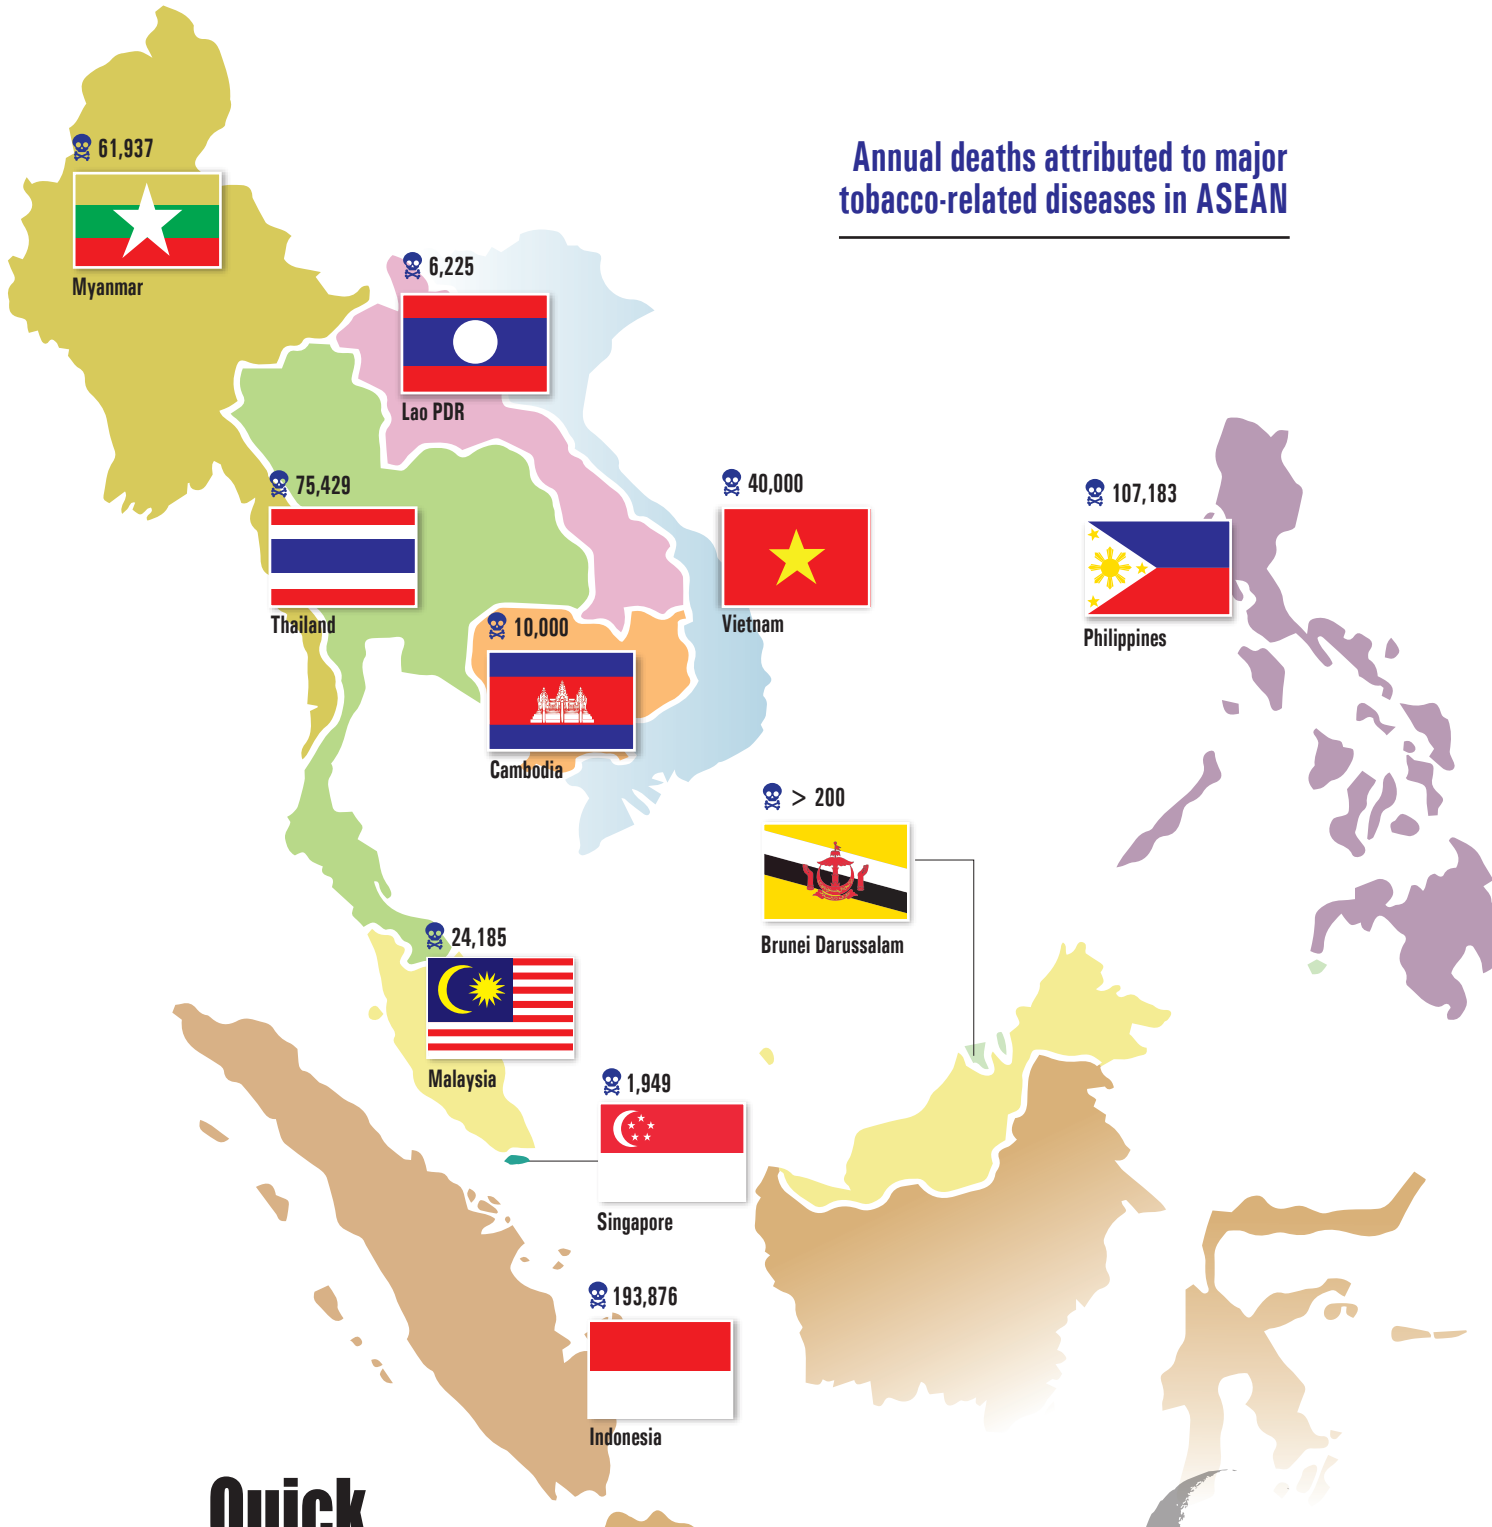 Annual deaths attributed to major
tobacco-related diseases in ASEAN
61,937
Myanmar
6,225
Lao PDR
75,429
Thailand
40,000
Vietnam
107,183
Philippines
10,000
Cambodia
> 200
Brunei Darussalam
24,185
Malaysia
1,949
Singapore
193,876
Indonesia
Quick